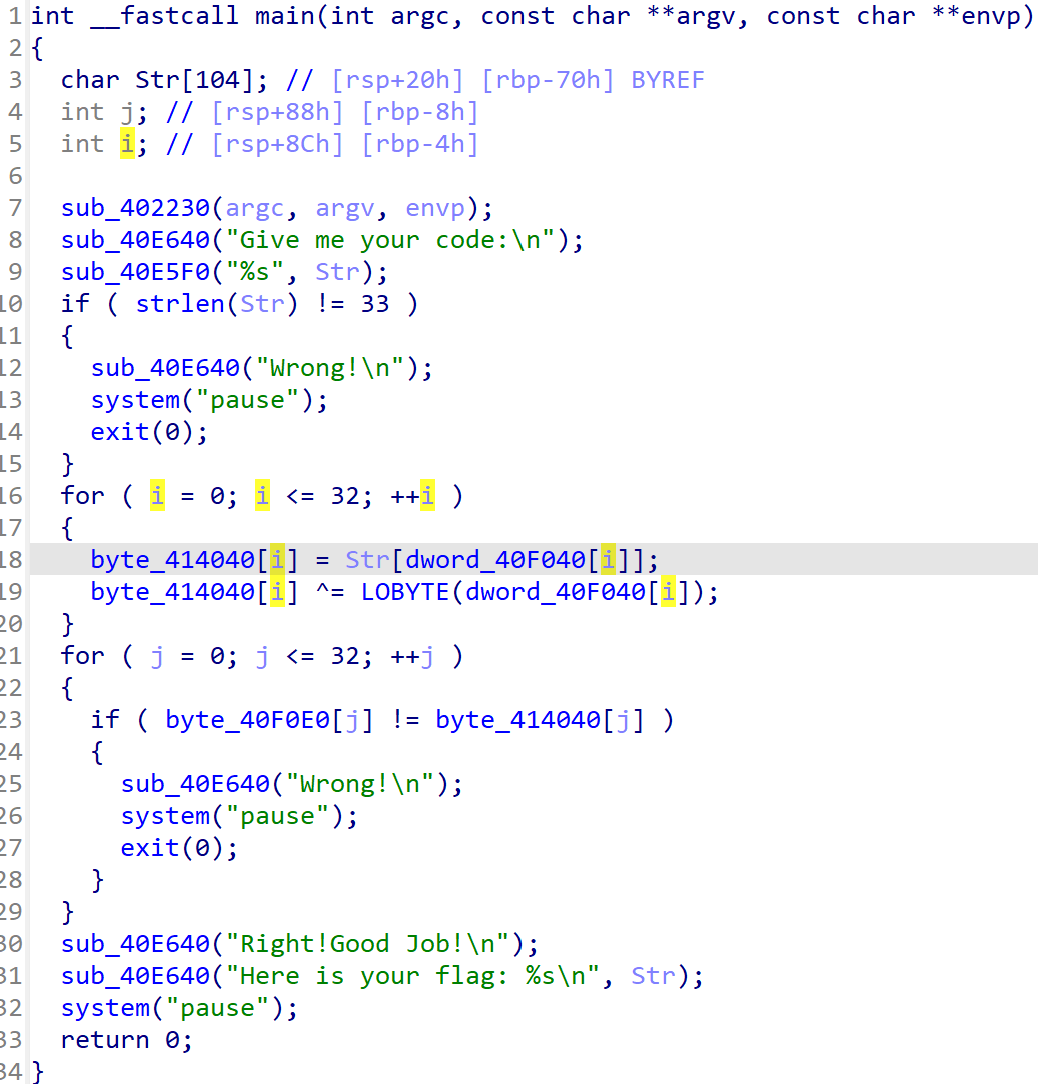 1 int __fastcall main(int argc, const char **argv, const char **envp)
2 {
3   char Str[104]; // [rsp+20h] [rbp-70h] BYREF
4   int j; // [rsp+88h] [rbp-8h]
5   int i; // [rsp+8Ch] [rbp-4h]
6
7   sub_402230(argc, argv, envp);
8   sub_40E640("Give me your code:\n");
9   sub_40E5F0("%s", Str);
10   if ( strlen(Str) != 33 )
11   {
12     sub_40E640("Wrong!\n");
13     system("pause");
14     exit(0);
15   }
16   for ( i = 0; i <= 32; ++i )
17   {
18     byte_414040[i] = Str[dword_40F040[i]];
19     byte_414040[i] ^= LOBYTE(dword_40F040[i]);
20   }
21   for ( j = 0; j <= 32; ++j )
22   {
23     if ( byte_40F0E0[j] != byte_414040[j] )
24     {
25       sub_40E640("Wrong!\n");
26       system("pause");
27       exit(0);
28     }
29   }
30   sub_40E640("Right!Good Job!\n");
31   sub_40E640("Here is your flag: %s\n", Str);
32   system("pause");
33   return 0;
34 }